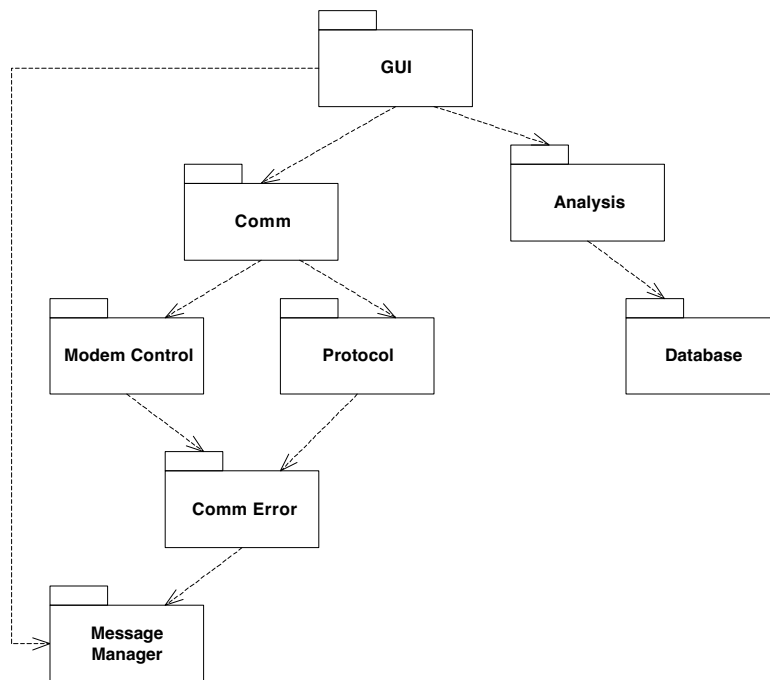 GUI
Analysis
Comm
Modem Control
Protocol
Database
Comm Error
Message
Manager